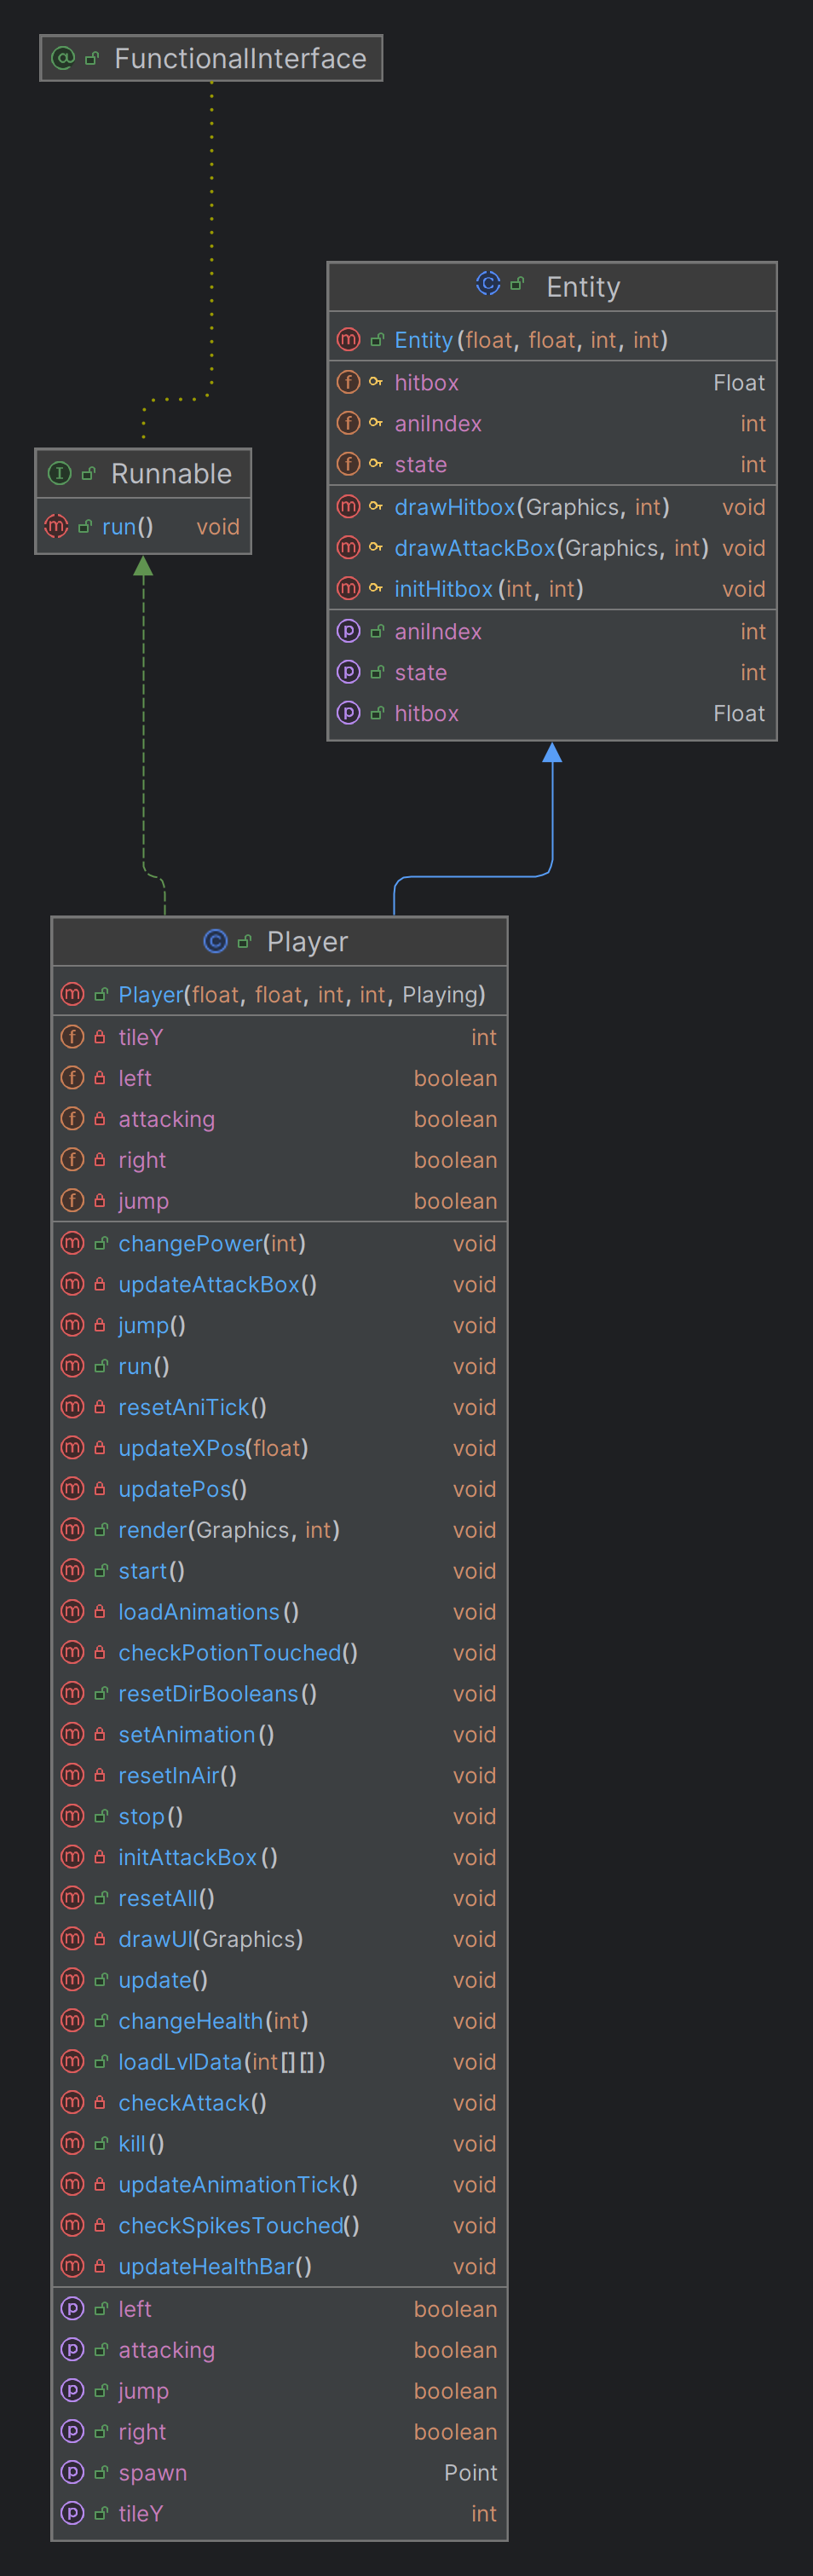 @ FunctionalInterface
C Entity
m Entity(float, float, int, int)
f hitbox Float
f aniIndex int
f state int
m drawHitbox(Graphics, int) void
m drawAttackBox(Graphics, int) void
m initHitbox(int, int) void
p aniIndex int
p state int
p hitbox Float
I Runnable
m run() void
C Player
m Player(float, float, int, int, Playing)
f tileY int
f left boolean
f attacking boolean
f right boolean
f jump boolean
m changePower(int) void
m updateAttackBox() void
m jump() void
m run() void
m resetAniTick() void
m updateXPos(float) void
m updatePos() void
m render(Graphics, int) void
m start() void
m loadAnimations() void
m checkPotionTouched() void
m resetDirBooleans() void
m setAnimation() void
m resetInAir() void
m stop() void
m initAttackBox() void
m resetAll() void
m drawUI(Graphics) void
m update() void
m changeHealth(int) void
m loadLvlData(int[][]) void
m checkAttack() void
m kill() void
m updateAnimationTick() void
m checkSpikesTouched() void
m updateHealthBar() void
p left boolean
p attacking boolean
p jump boolean
p right boolean
p spawn Point
p tileY int